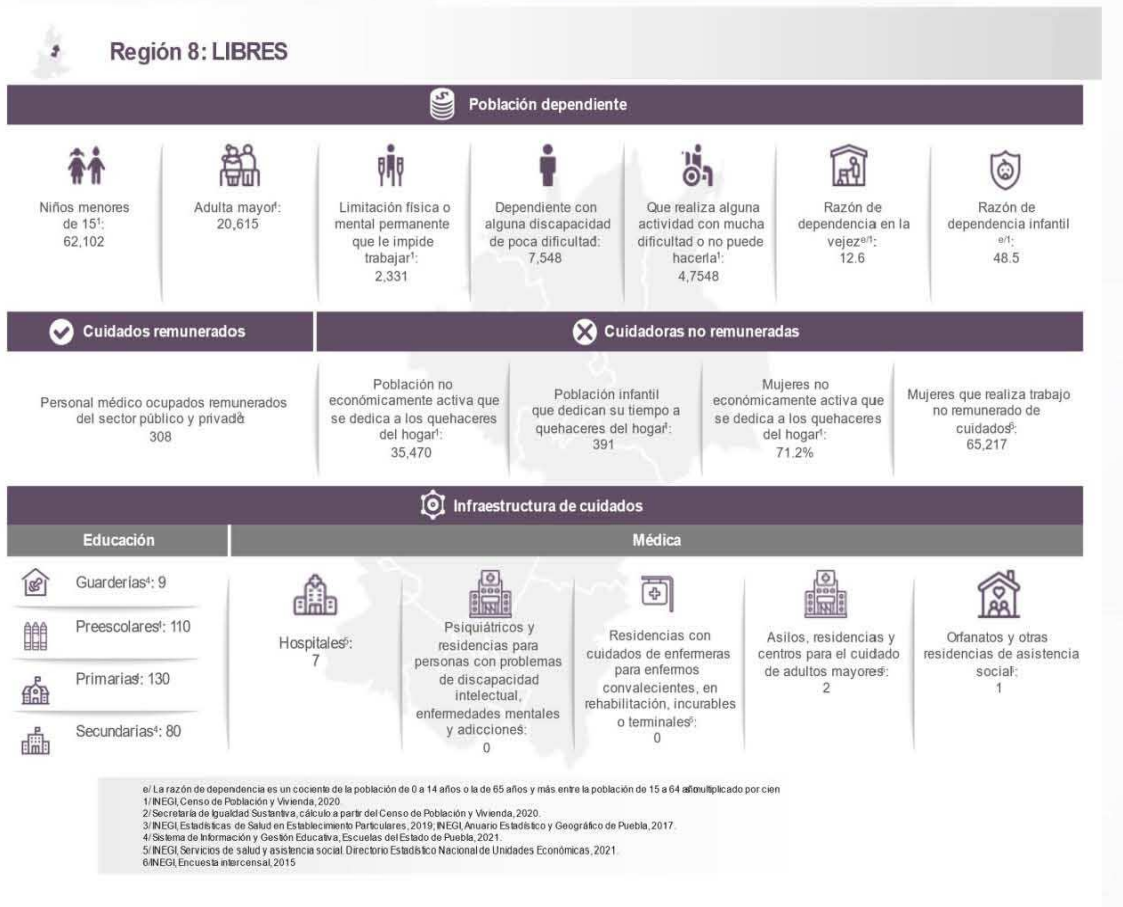 Región 8: LIBRES
Población dependiente
Niños menores
de 15¹:
62,102
Adulta mayor¹:
20,615
Limitación física o
mental permanente
que le impide
trabajar¹:
2,331
Dependiente con
alguna discapacidad
de poca dificultad:
7,548
Que realiza alguna
actividad con mucha
dificultad o no puede
hacerla¹:
4,7548
Razón de
dependencia en la
vejez e/1:
12.6
Razón de
dependencia infantil
e/1:
48.5
Cuidados remunerados
Cuidadoras no remuneradas
Personal médico ocupados remunerados
del sector público y privado
308
Población no
económicamente activa que
se dedica a los quehaceres
del hogar¹:
35,470
Población infantil
que dedican su tiempo a
quehaceres del hogar:
391
Mujeres no
económicamente activa que
se dedica a los quehaceres
del hogar¹:
71.2%
Mujeres que realiza trabajo
no remunerado de
cuidados⁶:
65,217
Infraestructura de cuidados
Educación
Médica
Guarderías⁴: 9
Preescolares: 110
Primarias: 130
Secundarias⁴: 80
Hospitales⁵:
7
Psiquiátricos y
residencias para
personas con problemas
de discapacidad
intelectual,
enfermedades mentales
y adicciones:
0
Residencias con
cuidados de enfermeras
para enfermos
convalecientes, en
rehabilitación, incurables
o terminales⁵:
0
Asilos, residencias y
centros para el cuidado
de adultos mayores:
2
Orfanatos y otras
residencias de asistencia
social:
1
e/ La razón de dependencia es un cociente de la población de 0 a 14 años o la de 65 años y más entre la población de 15 a 64 años multiplicado por cien
1/ INEGI, Censo de Población y Vivienda, 2020.
2/ Secretaría de Igualdad Sustantiva, cálculo a partir del Censo de Población y Vivienda, 2020.
3/ INEGI, Estadísticas de Salud en Establecimiento Particulares, 2019; INEGI, Anuario Estadístico y Geográfico de Puebla, 2017.
4/ Sistema de Información y Gestión Educativa, Escuelas del Estado de Puebla, 2021.
5/ INEGI, Servicios de salud y asistencia social. Directorio Estadístico Nacional de Unidades Económicas, 2021.
6/INEGI, Encuesta intercensal, 2015